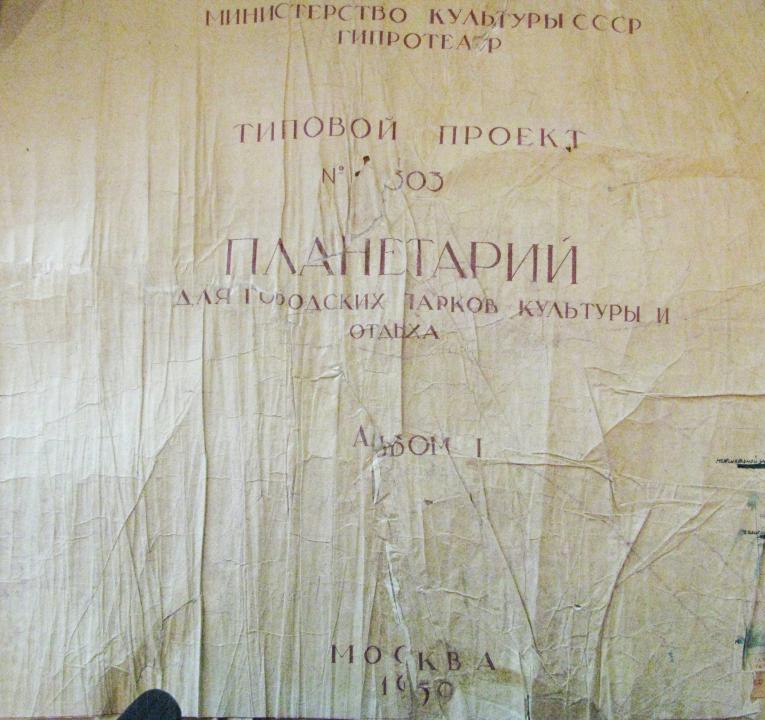 МИНИСТЕРСТВО КУЛЬТУРЫ СССР
ГИПРОТЕАТР
ТИПОВОЙ ПРОЕКТ
№ 303
ПЛАНЕТАРИЙ
ДЛЯ ГОРОДСКИХ ПАРКОВ КУЛЬТУРЫ И
ОТДЫХА
АЛЬБОМ I
МОСКВА
1950